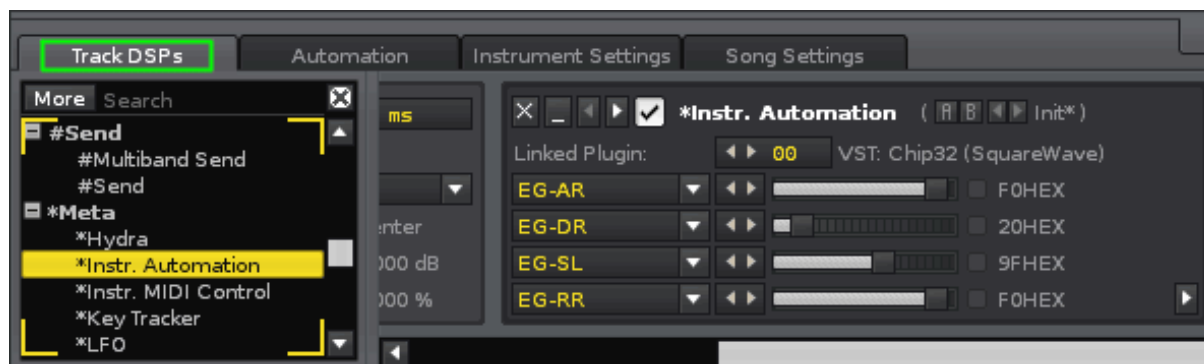 Track DSPs
Automation
Instrument Settings
Song Settings
More Search
#Send
#Multiband Send
#Send
*Meta
*Hydra
*Instr. Automation
*Instr. MIDI Control
*Key Tracker
*LFO
ms
enter
000 dB
000 %
*Instr. Automation ( A B Init* )
Linked Plugin: 00 VST: Chip32 (SquareWave)
EG-AR F0HEX
EG-DR 20HEX
EG-SL 9FHEX
EG-RR F0HEX